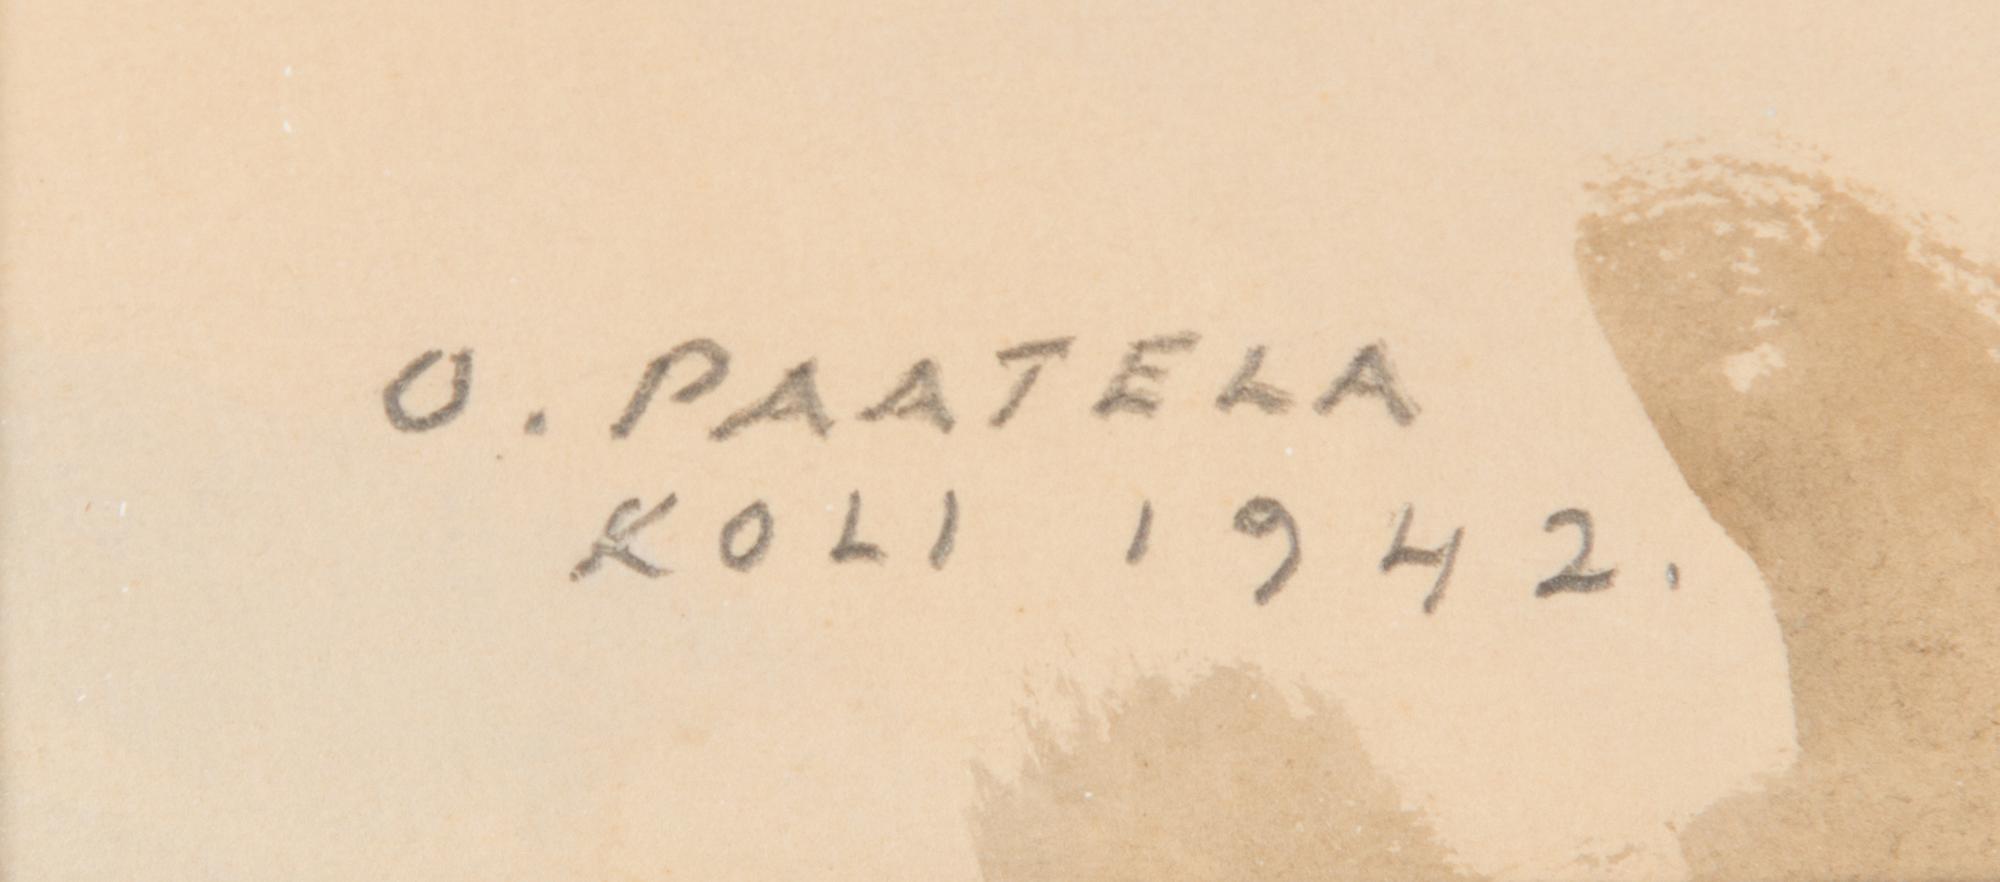 O. PAATELA
KOLI 1942.